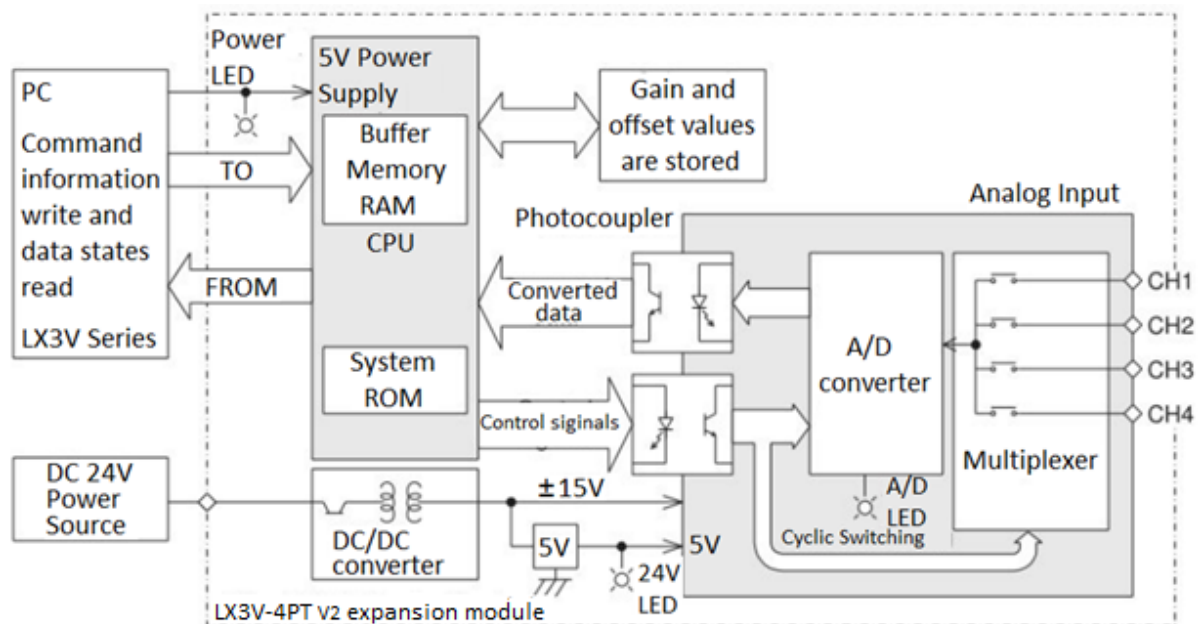 Power
LED
PC
Command
information
write and
data states
read
LX3V Series
TO
FROM
5V Power
Supply
Buffer
Memory
RAM
CPU
System
ROM
Gain and
offset values
are stored
Photocoupler
Analog Input
Converted
data
Control siginals
A/D
converter
CH1
CH2
CH3
CH4
Multiplexer
A/D
LED
Cyclic Switching
DC 24V
Power
Source
DC/DC
converter
±15V
5V
5V
24V
LED
LX3V-4PT V2 expansion module